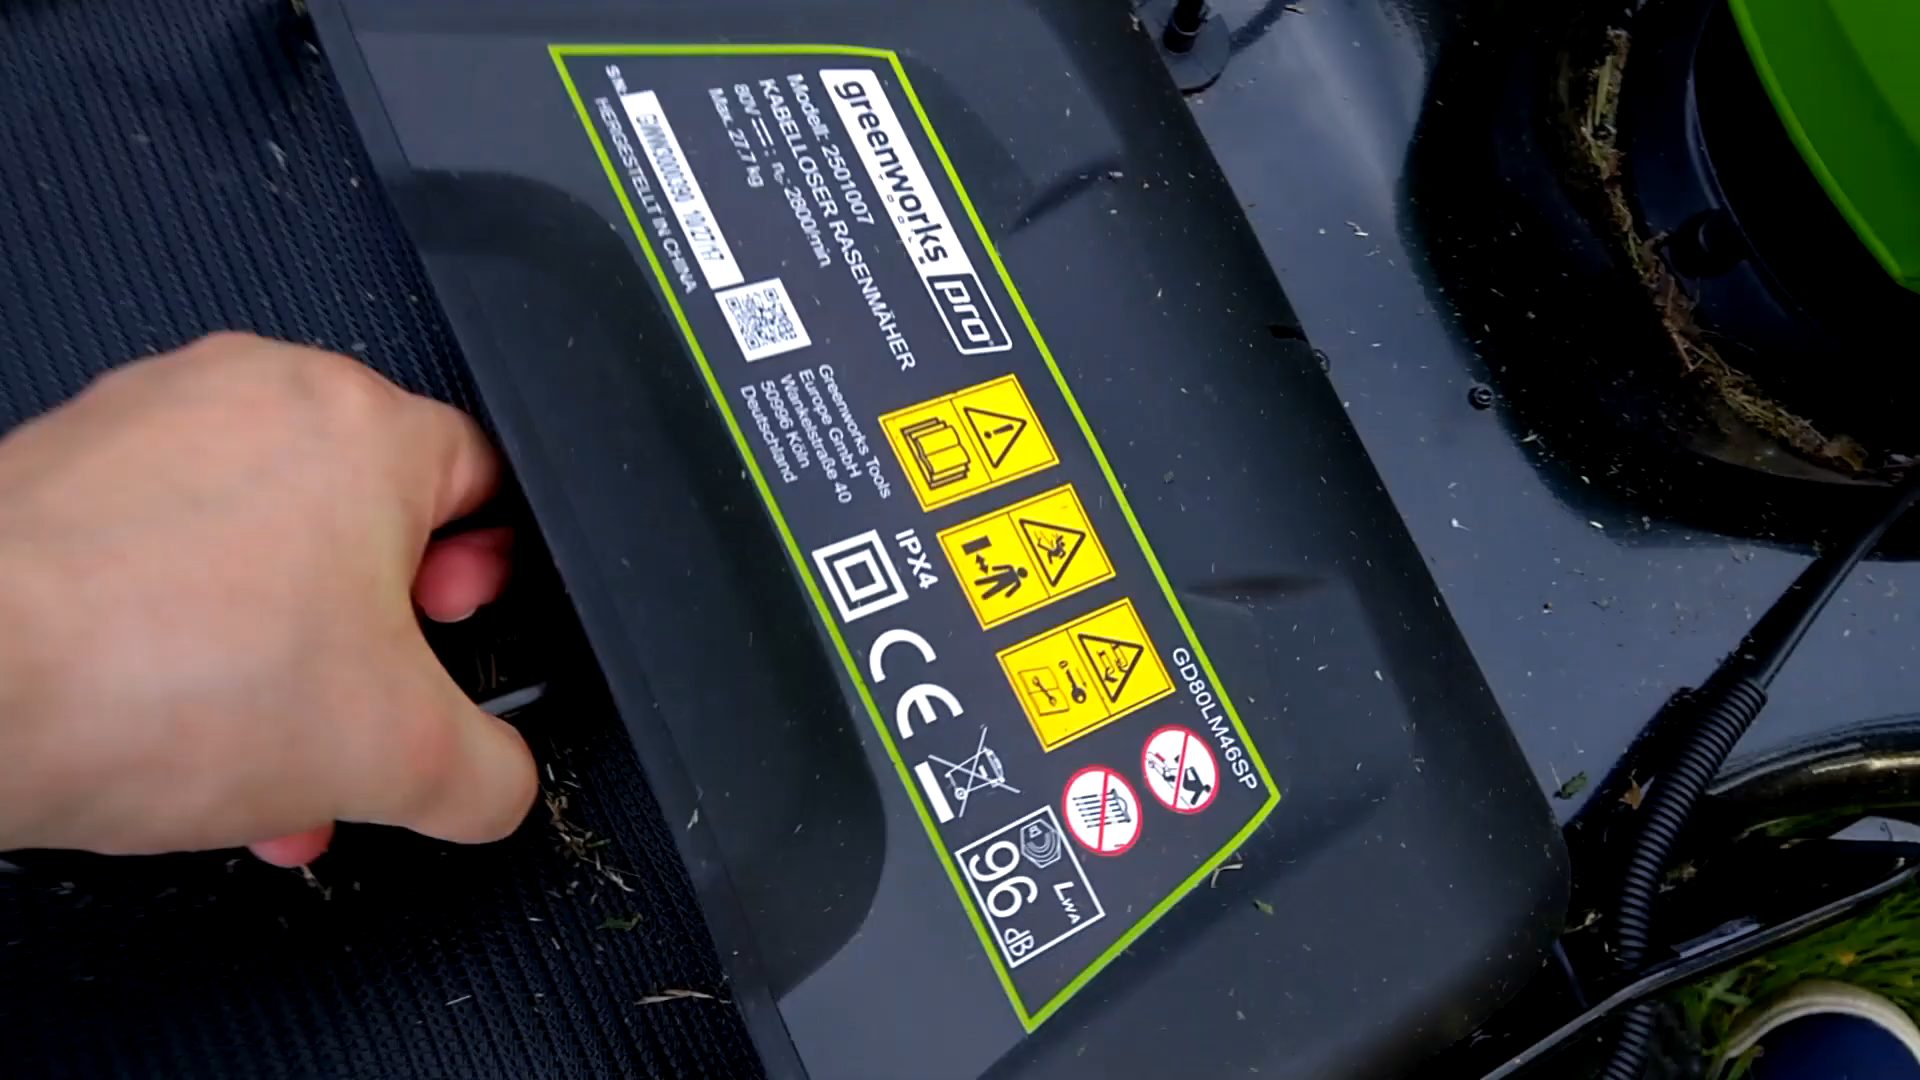 greenworks pro
Modell: 2501007
KABELLOSER RASENMÄHER
80V ⎓ : n₀- 2800/min
Max. 27.7 kg
SN.
HERGESTELLT IN CHINA
Greenworks Tools
Europe GmbH
Wankelstraße 40
50996 Köln
Deutschland
IPX4
CE
GD80LM46SP
LWA
96 dB